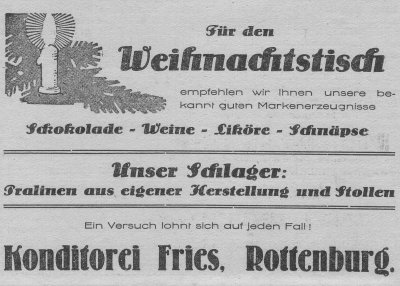 Für den
Weihnachtstisch
empfehlen wir Ihnen unsere be-
kannt guten Markenerzeugnisse
Schokolade - Weine - Liköre - Schnäpse
Unser Schlager:
Pralinen aus eigener Herstellung und Stollen
Ein Versuch lohnt sich auf jeden Fall!
Konditorei Fries, Rottenburg.